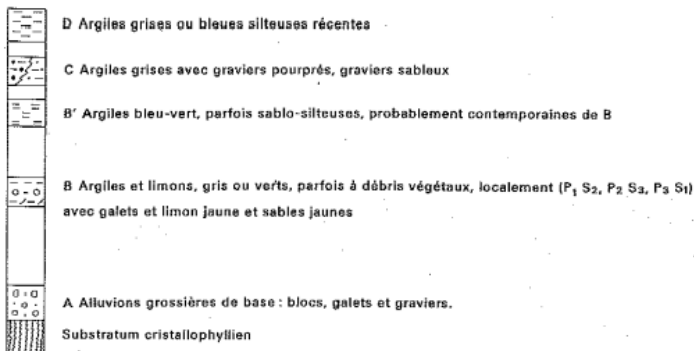 D Argiles grises ou bleues silteuses récentes
C Argiles grises avec graviers pourprés, graviers sableux
B' Argiles bleu-vert, parfois sablo-silteuses, probablement contemporaines de B
B Argiles et limons, gris ou verts, parfois à débris végétaux, localement (P₁ S₂, P₂ S₃, P₃ S₁)
avec galets et limon jaune et sables jaunes
A Alluvions grossières de base : blocs, galets et graviers.
Substratum cristallophyllien